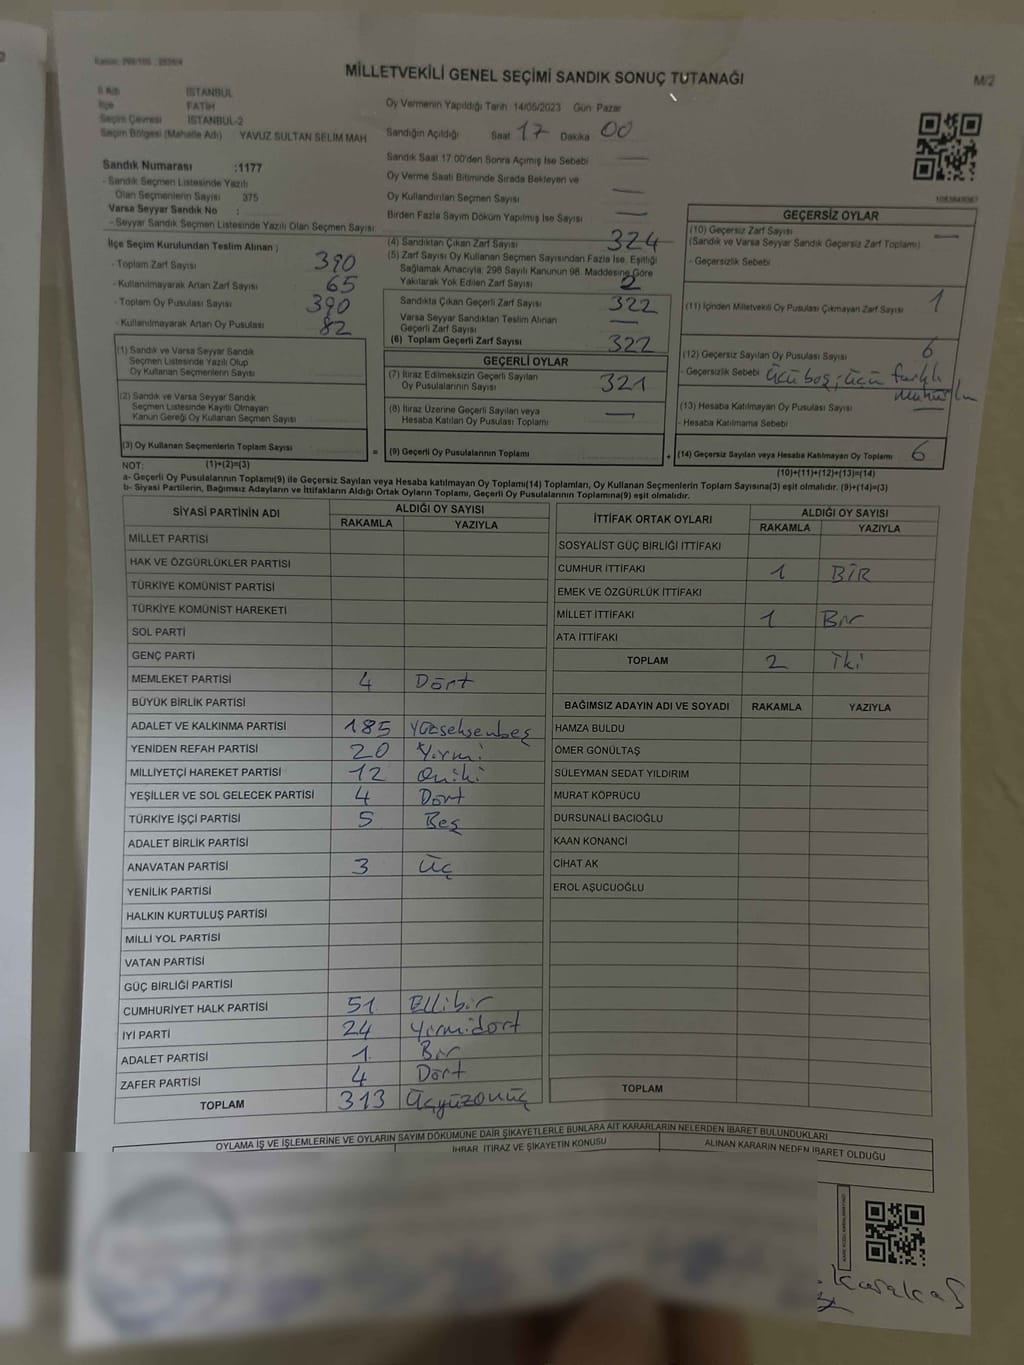 MİLLETVEKİLİ GENEL SEÇİMİ SANDIK SONUÇ TUTANAĞI
M/2
İl Adı İSTANBUL
İlçe FATİH
Seçim Çevresi İSTANBUL-2
Seçim Bölgesi (Mahalle Adı) YAVUZ SULTAN SELİM MAH
Sandık Numarası :1177
- Sandık Seçmen Listesinde Yazılı
Olan Seçmenlerin Sayısı 375
Varsa Seyyar Sandık No :
- Seyyar Sandık Seçmen Listesinde Yazılı Olan Seçmen Sayısı
Oy Vermenin Yapıldığı Tarih 14/05/2023 Gün Pazar
Sandığın Açıldığı Saat 17 Dakika 00
Sandık Saat 17:00'den Sonra Açımış İse Sebebi —
Oy Verme Saati Bitiminde Sırada Bekleyen ve
Oy Kullandırılan Seçmen Sayısı —
Birden Fazla Sayım Döküm Yapılmış İse Sayısı —
İlçe Seçim Kurulundan Teslim Alınan ;
- Toplam Zarf Sayısı 390
- Kullanılmayarak Artan Zarf Sayısı 65
- Toplam Oy Pusulası Sayısı 390
- Kullanılmayarak Artan Oy Pusulası 82
(1) Sandık ve Varsa Seyyar Sandık
Seçmen Listesinde Yazılı Olup
Oy Kullanan Seçmenlerin Sayısı
(2) Sandık ve Varsa Seyyar Sandık
Seçmen Listesinde Kayıtlı Olmayan
Kanun Gereği Oy Kullanan Seçmen Sayısı
(3) Oy Kullanan Seçmenlerin Toplam Sayısı
(4) Sandıktan Çıkan Zarf Sayısı 324
(5) Zarf Sayısı Oy Kullanan Seçmen Sayısından Fazla İse, Eşitliği
Sağlamak Amacıyla; 298 Sayılı Kanunun 98. Maddesine Göre
Yakılarak Yok Edilen Zarf Sayısı 2
Sandıkta Çıkan Geçerli Zarf Sayısı 322
Varsa Seyyar Sandıktan Teslim Alınan
Geçerli Zarf Sayısı —
(6) Toplam Geçerli Zarf Sayısı 322
GEÇERLİ OYLAR
(7) İtiraz Edilmeksizin Geçerli Sayılan
Oy Pusulalarının Sayısı 321
(8) İtiraz Üzerine Geçerli Sayılan veya
Hesaba Katılan Oy Pusulası Toplamı —
= (9) Geçerli Oy Pusulalarının Toplamı
GEÇERSİZ OYLAR
(10) Geçersiz Zarf Sayısı —
(Sandık ve Varsa Seyyar Sandık Geçersiz Zarf Toplamı)
- Geçersizlik Sebebi
(11) İçinden Milletvekili Oy Pusulası Çıkmayan Zarf Sayısı 1
(12) Geçersiz Sayılan Oy Pusulası Sayısı 6
- Geçersizlik Sebebi Üçü boş, üçü farklı
(13) Hesaba Katılmayan Oy Pusulası Sayısı —
- Hesaba Katılmama Sebebi
+ (14) Geçersiz Sayılan veya Hesaba Katılmayan Oy Toplamı 6
NOT: (1)+(2)=(3)
(10)+(11)+(12)+(13)=(14)
a- Geçerli Oy Pusulalarının Toplamı(9) ile Geçersiz Sayılan veya Hesaba katılmayan Oy Toplamı(14) Toplamları, Oy Kullanan Seçmenlerin Toplam Sayısına(3) eşit olmalıdır. (9)+(14)=(3)
b- Siyasi Partilerin, Bağımsız Adayların ve İttifakların Aldığı Ortak Oyların Toplamı, Geçerli Oy Pusulalarının Toplamına(9) eşit olmalıdır.
SİYASİ PARTİNİN ADI ALDIĞI OY SAYISI
RAKAMLA YAZIYLA
MİLLET PARTİSİ
HAK VE ÖZGÜRLÜKLER PARTİSİ
TÜRKİYE KOMÜNİST PARTİSİ
TÜRKİYE KOMÜNİST HAREKETİ
SOL PARTİ
GENÇ PARTİ
MEMLEKET PARTİSİ 4 Dört
BÜYÜK BİRLİK PARTİSİ
ADALET VE KALKINMA PARTİSİ 185 Yüzseksenbeş
YENİDEN REFAH PARTİSİ 20 Yirmi
MİLLİYETÇİ HAREKET PARTİSİ 12 Oniki
YEŞİLLER VE SOL GELECEK PARTİSİ 4 Dört
TÜRKİYE İŞÇİ PARTİSİ 5 Beş
ADALET BİRLİK PARTİSİ
ANAVATAN PARTİSİ 3 Üç
YENİLİK PARTİSİ
HALKIN KURTULUŞ PARTİSİ
MİLLİ YOL PARTİSİ
VATAN PARTİSİ
GÜÇ BİRLİĞİ PARTİSİ
CUMHURİYET HALK PARTİSİ 51 Ellibir
İYİ PARTİ 24 Yirmidört
ADALET PARTİSİ 1 Bir
ZAFER PARTİSİ 4 Dört
TOPLAM 313 Üçyüzonüç
İTTİFAK ORTAK OYLARI ALDIĞI OY SAYISI
RAKAMLA YAZIYLA
SOSYALİST GÜÇ BİRLİĞİ İTTİFAKI
CUMHUR İTTİFAKI 1 BİR
EMEK VE ÖZGÜRLÜK İTTİFAKI
MİLLET İTTİFAKI 1 Bir
ATA İTTİFAKI
TOPLAM 2 İki
BAĞIMSIZ ADAYIN ADI VE SOYADI RAKAMLA YAZIYLA
HAMZA BULDU
ÖMER GÖNÜLTAŞ
SÜLEYMAN SEDAT YILDIRIM
MURAT KÖPRÜCÜ
DURSUNALİ BACIOĞLU
KAAN KONANCİ
CİHAT AK
EROL AŞUCUOĞLU
TOPLAM
OYLAMA İŞ VE İŞLEMLERİNE VE OYLARIN SAYIM DÖKÜMÜNE DAİR ŞİKAYETLERLE BUNLARA AİT KARARLARIN NELERDEN İBARET BULUNDUKLARI
İHBAR, İTİRAZ VE ŞİKAYETİN KONUSU
ALINAN KARARIN NEDEN İBARET OLDUĞU
Karakaş